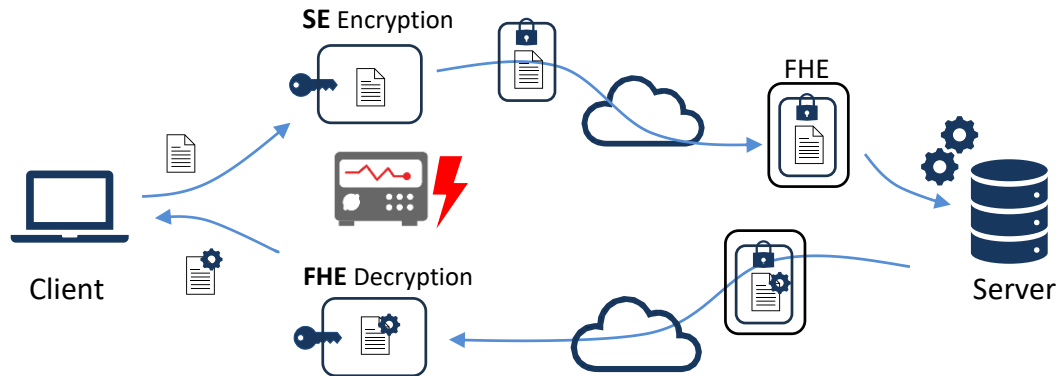 SE Encryption
FHE
Client
FHE Decryption
Server